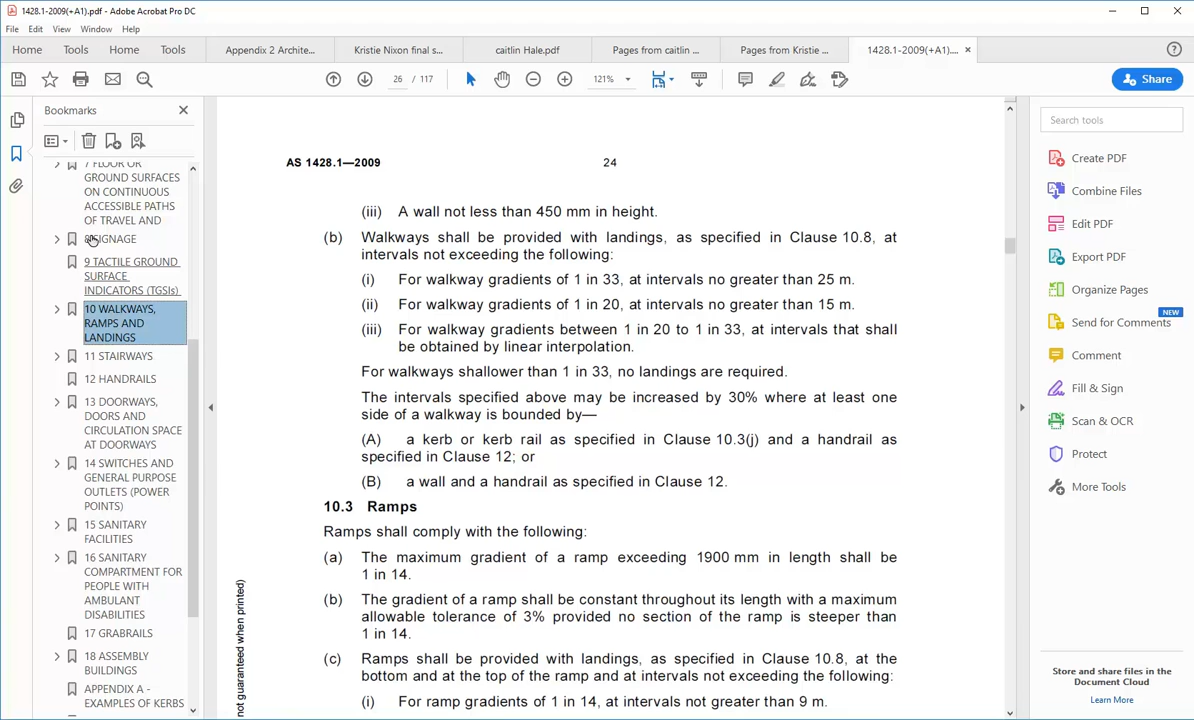 1428.1-2009(+A1).pdf - Adobe Acrobat Pro DC
File Edit View Window Help
Home Tools Home Tools Appendix 2 Archite... Kristie Nixon final s... caitlin Hale.pdf Pages from caitlin ... Pages from Kristie ... 1428.1-2009(+A1).... ×
26 / 117 121% Share
Bookmarks
7 FLOOR OR
GROUND SURFACES
ON CONTINUOUS
ACCESSIBLE PATHS
OF TRAVEL AND
8 SIGNAGE
9 TACTILE GROUND
SURFACE
INDICATORS (TGSIs)
10 WALKWAYS,
RAMPS AND
LANDINGS
11 STAIRWAYS
12 HANDRAILS
13 DOORWAYS,
DOORS AND
CIRCULATION SPACE
AT DOORWAYS
14 SWITCHES AND
GENERAL PURPOSE
OUTLETS (POWER
POINTS)
15 SANITARY
FACILITIES
16 SANITARY
COMPARTMENT FOR
PEOPLE WITH
AMBULANT
DISABILITIES
17 GRABRAILS
18 ASSEMBLY
BUILDINGS
APPENDIX A -
EXAMPLES OF KERBS
AS 1428.1—2009 24
(iii) A wall not less than 450 mm in height.
(b) Walkways shall be provided with landings, as specified in Clause 10.8, at
intervals not exceeding the following:
(i) For walkway gradients of 1 in 33, at intervals no greater than 25 m.
(ii) For walkway gradients of 1 in 20, at intervals no greater than 15 m.
(iii) For walkway gradients between 1 in 20 to 1 in 33, at intervals that shall
be obtained by linear interpolation.
For walkways shallower than 1 in 33, no landings are required.
The intervals specified above may be increased by 30% where at least one
side of a walkway is bounded by—
(A) a kerb or kerb rail as specified in Clause 10.3(j) and a handrail as
specified in Clause 12; or
(B) a wall and a handrail as specified in Clause 12.
10.3 Ramps
Ramps shall comply with the following:
(a) The maximum gradient of a ramp exceeding 1900 mm in length shall be
1 in 14.
(b) The gradient of a ramp shall be constant throughout its length with a maximum
allowable tolerance of 3% provided no section of the ramp is steeper than
1 in 14.
(c) Ramps shall be provided with landings, as specified in Clause 10.8, at the
bottom and at the top of the ramp and at intervals not exceeding the following:
(i) For ramp gradients of 1 in 14, at intervals not greater than 9 m.
not guaranteed when printed)
Search tools
Create PDF
Combine Files
Edit PDF
Export PDF
Organize Pages
NEW
Send for Comments
Comment
Fill & Sign
Scan & OCR
Protect
More Tools
Store and share files in the
Document Cloud
Learn More